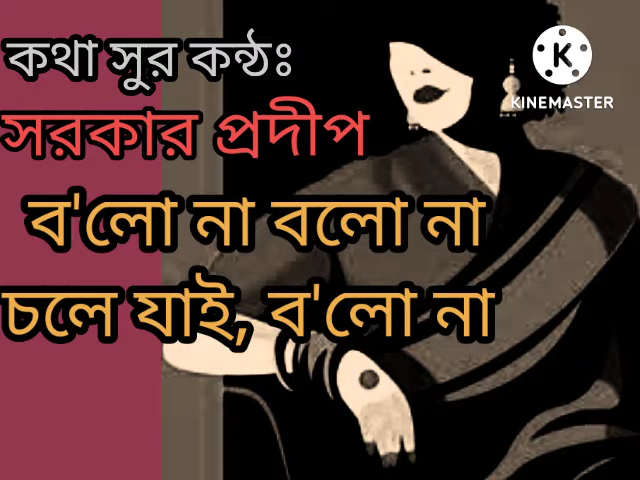 কথা সুর কন্ঠঃ
সরকার প্রদীপ
ব'লো না বলো না
চলে যাই, ব'লো না
K
KINEMASTER